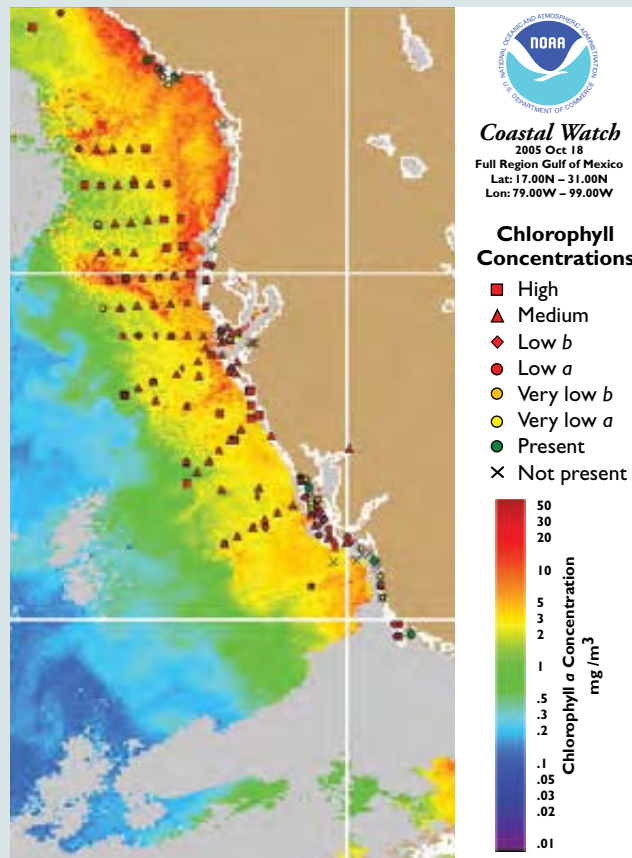 NATIONAL OCEANIC AND ATMOSPHERIC ADMINISTRATION
NOAA
U.S. DEPARTMENT OF COMMERCE
Coastal Watch
2005 Oct 18
Full Region Gulf of Mexico
Lat: 17.00N – 31.00N
Lon: 79.00W – 99.00W
Chlorophyll
Concentrations
High
Medium
Low b
Low a
Very low b
Very low a
Present
Not present
50
30
20
10
5
3
2
1
.5
.3
.2
.1
.05
.03
.02
.01
Chlorophyll a Concentration
mg /m³